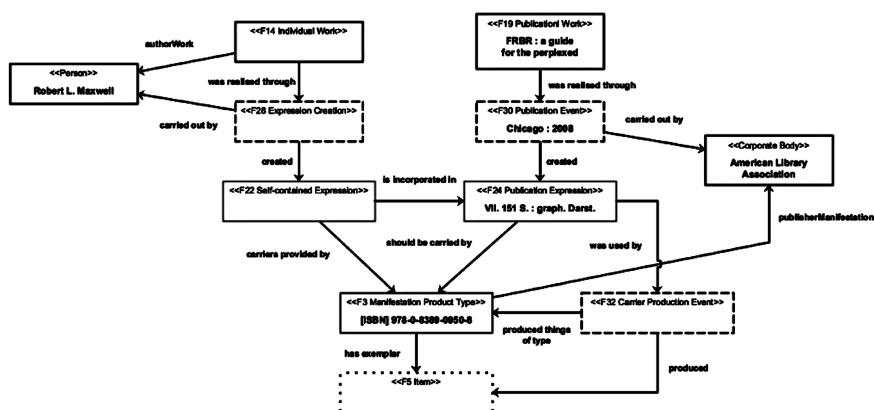 <<F14 Individual Work>>
<<F19 Publicationl Work>>
FRBR : a guide
for the perplexed
authorWork
<<Person>>
Robert L. Maxwell
was realised through
was realised through
<<F28 Expression Creation>>
<<F30 Publication Event>>
Chicago : 2008
carried out by
carried out by
<<Corporate Body>>
American Library
Association
created
created
is incorporated in
<<F22 Self-contained Expression>>
<<F24 Publication Expression>>
VII. 151 S. : graph. Darst.
publisherManifestation
carriers provided by
should be carried by
was used by
<<F3 Manifestation Product Type>>
[ISBN] 978-0-8389-0950-8
<<F32 Carrier Production Event>>
produced things
of type
has exemplar
produced
<<F5 Item>>